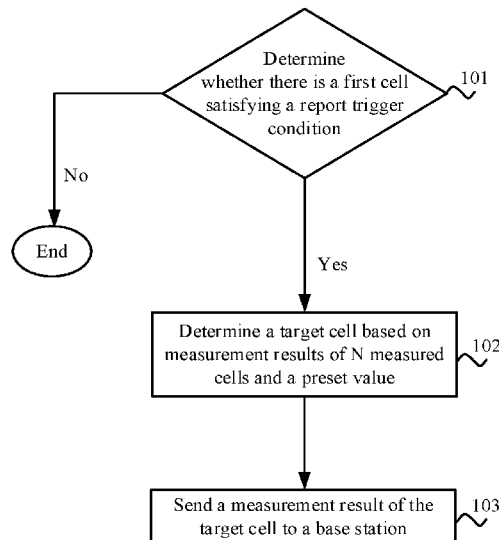 Determine
whether there is a first cell
satisfying a report trigger
condition
101
No
End
Yes
Determine a target cell based on
measurement results of N measured
cells and a preset value
102
Send a measurement result of the
target cell to a base station
103